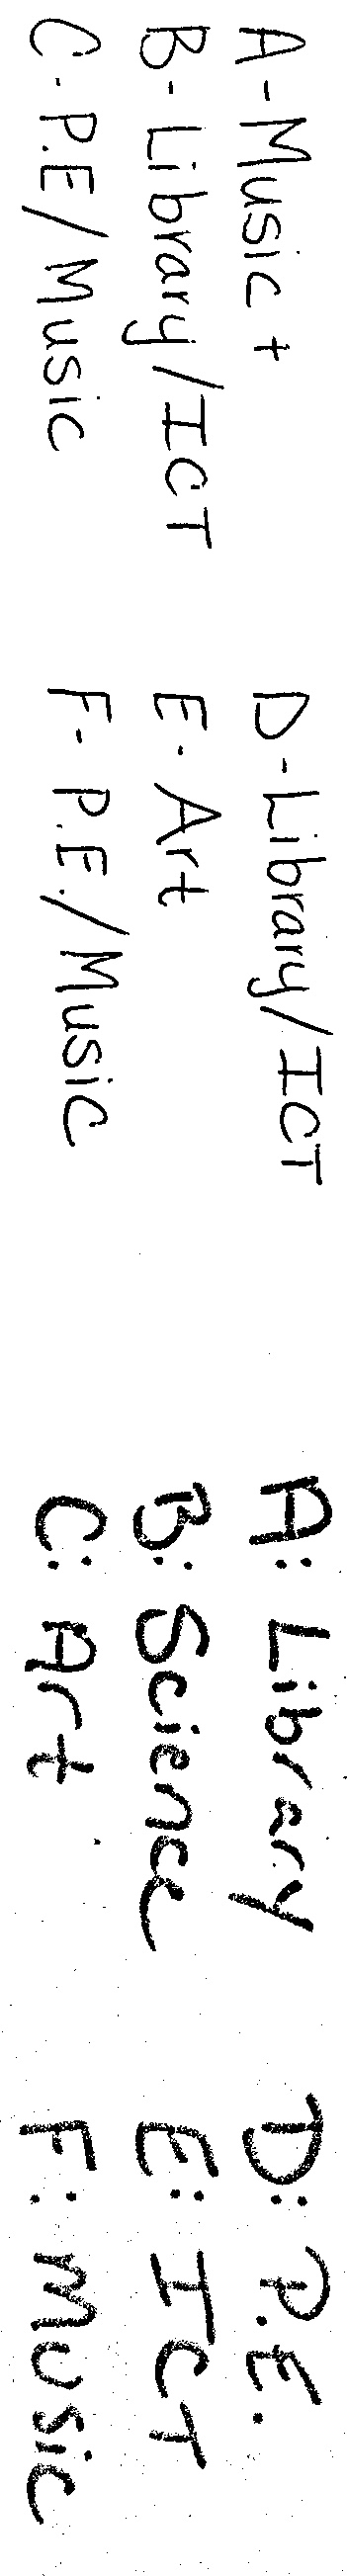 A-Music +
B- Library/ICT
C- P.E/Music
D-Library/ICT
E- Art
F- P.E./Music
A: Library
B: Science
C: Art
D: P.E.
E: ICT
F: Music